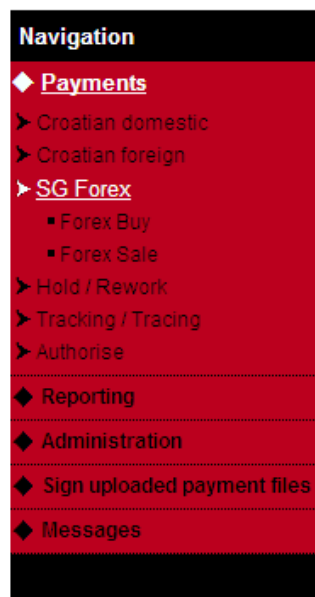 Navigation
Payments
Croatian domestic
Croatian foreign
SG Forex
Forex Buy
Forex Sale
Hold / Rework
Tracking / Tracing
Authorise
Reporting
Administration
Sign uploaded payment files
Messages